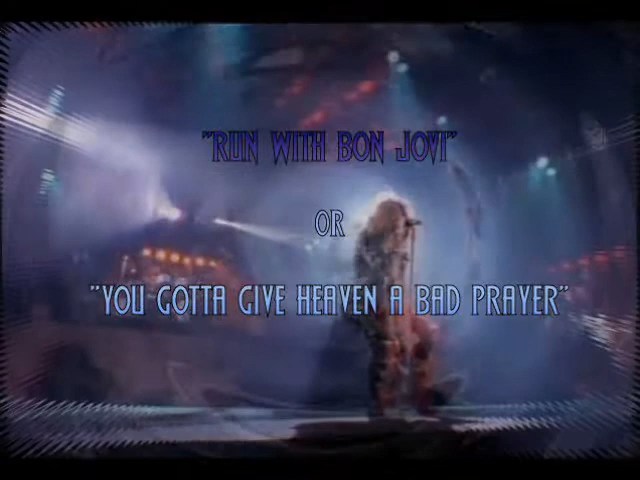 "RUN WITH BON JOVI"
OR
"YOU GOTTA GIVE HEAVEN A BAD PRAYER"